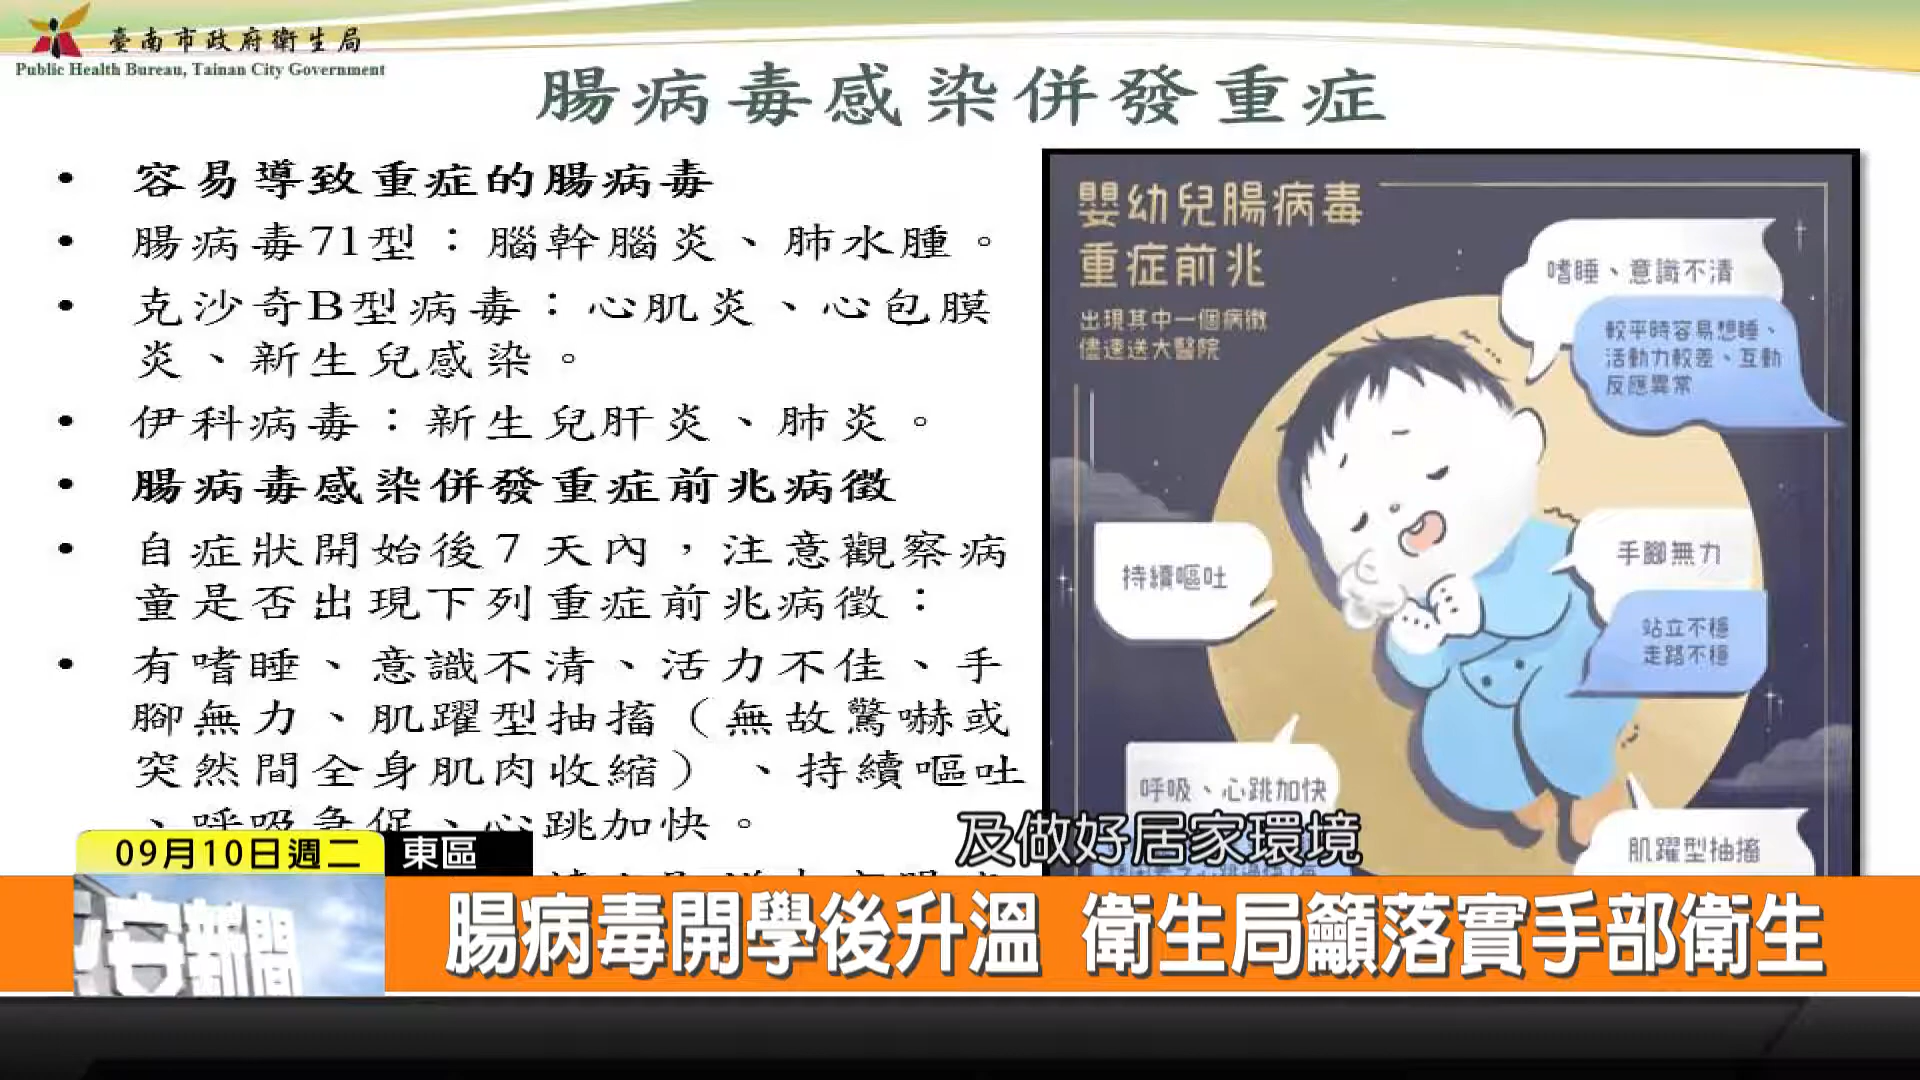 臺南市政府衛生局
Public Health Bureau, Tainan City Government
腸病毒感染併發重症
• 容易導致重症的腸病毒
• 腸病毒71型：腦幹腦炎、肺水腫。
• 克沙奇B型病毒：心肌炎、心包膜
炎、新生兒感染。
• 伊科病毒：新生兒肝炎、肺炎。
• 腸病毒感染併發重症前兆病徵
• 自症狀開始後7天內，注意觀察病
童是否出現下列重症前兆病徵：
• 有嗜睡、意識不清、活力不佳、手
腳無力、肌躍型抽搐（無故驚嚇或
突然間全身肌肉收縮）、持續嘔吐
、呼吸急促、心跳加快。
嬰幼兒腸病毒
重症前兆
出現其中一個病徵
儘速送大醫院
嗜睡、意識不清
較平時容易想睡、
活動力較差、互動
反應異常
持續嘔吐
手腳無力
站立不穩
走路不穩
呼吸、心跳加快
肌躍型抽搐
及做好居家環境
09月10日週二
東區
安新聞
腸病毒開學後升溫 衛生局籲落實手部衛生